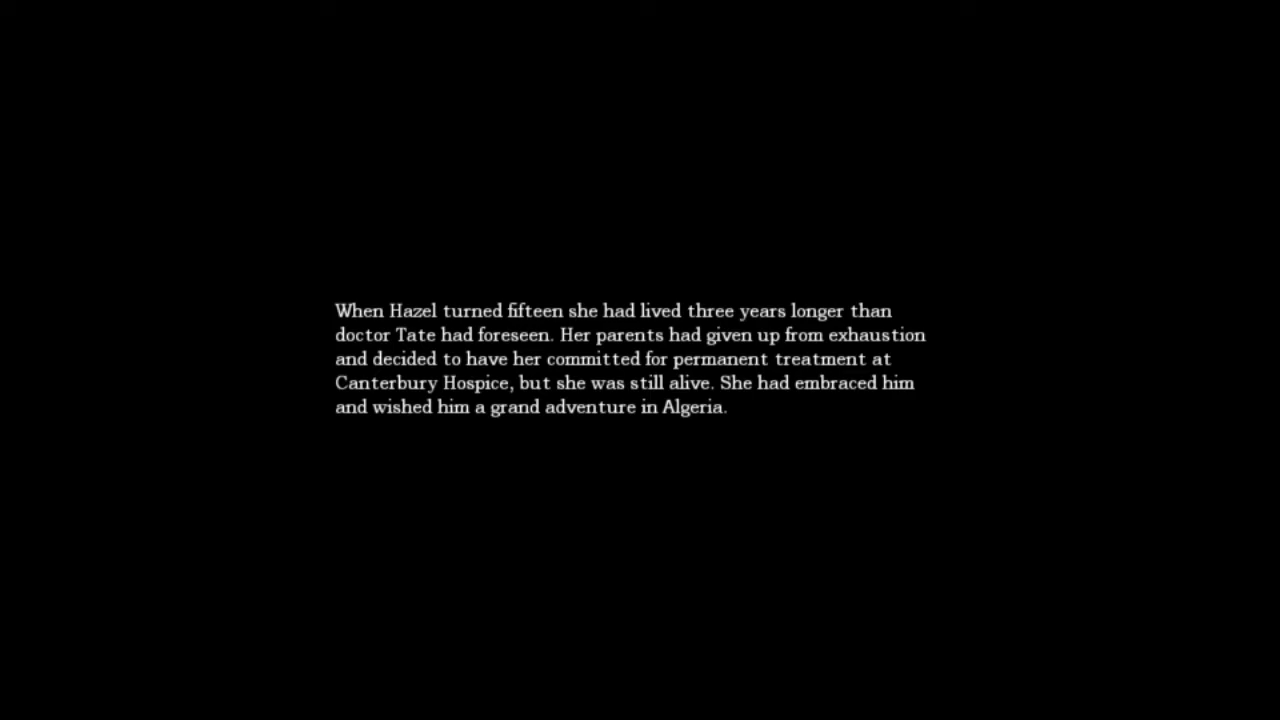 When Hazel turned fifteen she had lived three years longer than
doctor Tate had foreseen. Her parents had given up from exhaustion
and decided to have her committed for permanent treatment at
Canterbury Hospice, but she was still alive. She had embraced him
and wished him a grand adventure in Algeria.